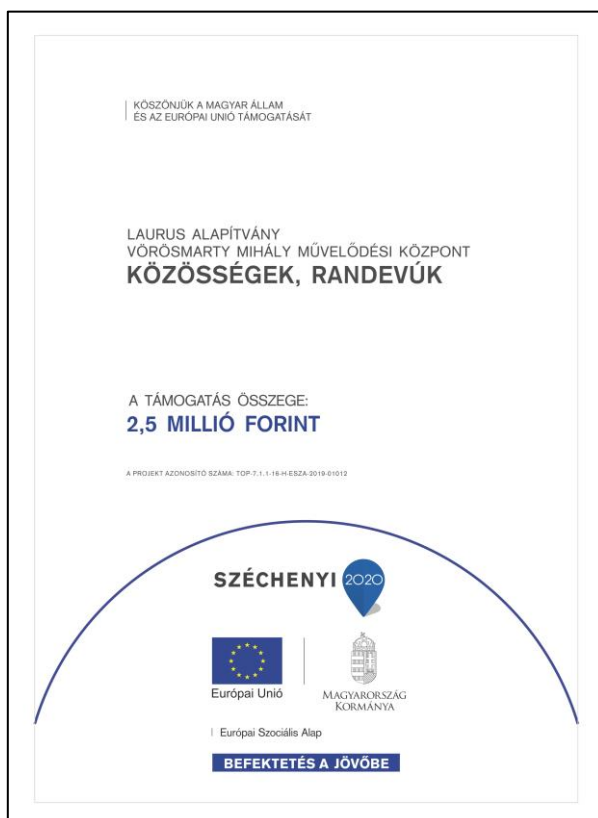 KÖSZÖNJÜK A MAGYAR ÁLLAM
ÉS AZ EURÓPAI UNIÓ TÁMOGATÁSÁT
LAURUS ALAPÍTVÁNY
VÖRÖSMARTY MIHÁLY MŰVELŐDÉSI KÖZPONT
KÖZÖSSÉGEK, RANDEVÚK
A TÁMOGATÁS ÖSSZEGE:
2,5 MILLIÓ FORINT
A PROJEKT AZONOSÍTÓ SZÁMA: TOP-7.1.1-16-H-ESZA-2019-01012
SZÉCHENYI 2020
Európai Unió
MAGYARORSZÁG
KORMÁNYA
Európai Szociális Alap
BEFEKTETÉS A JÖVŐBE